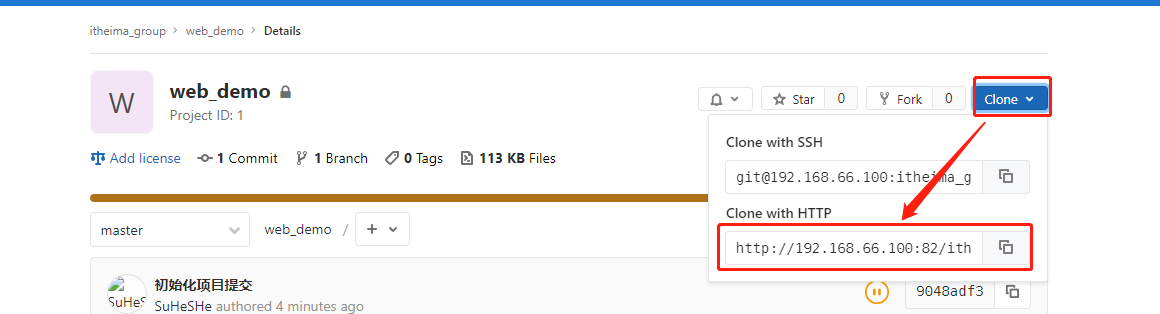 itheima_group > web_demo > Details
W
web_demo
Project ID: 1
Star 0
Fork 0
Clone
Add license
1 Commit
1 Branch
0 Tags
113 KB Files
Clone with SSH
git@192.168.66.100:itheima_g
Clone with HTTP
http://192.168.66.100:82/ith
master
web_demo / +
初始化项目提交
SuHeSHe authored 4 minutes ago
SuHeS
9048adf3